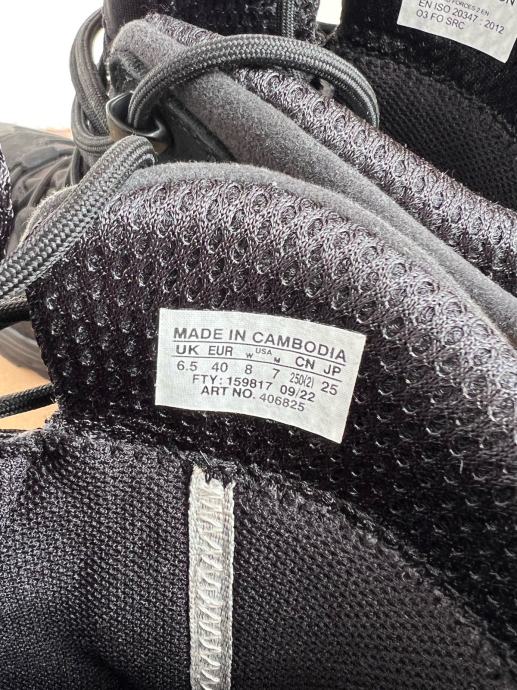 EN ISO 20347 : 2012
O3 FO SRC
MADE IN CAMBODIA
UK EUR W USA M CN JP
6.5 40 8 7 250(2) 25
FTY: 159817 09/22
ART NO. 406825